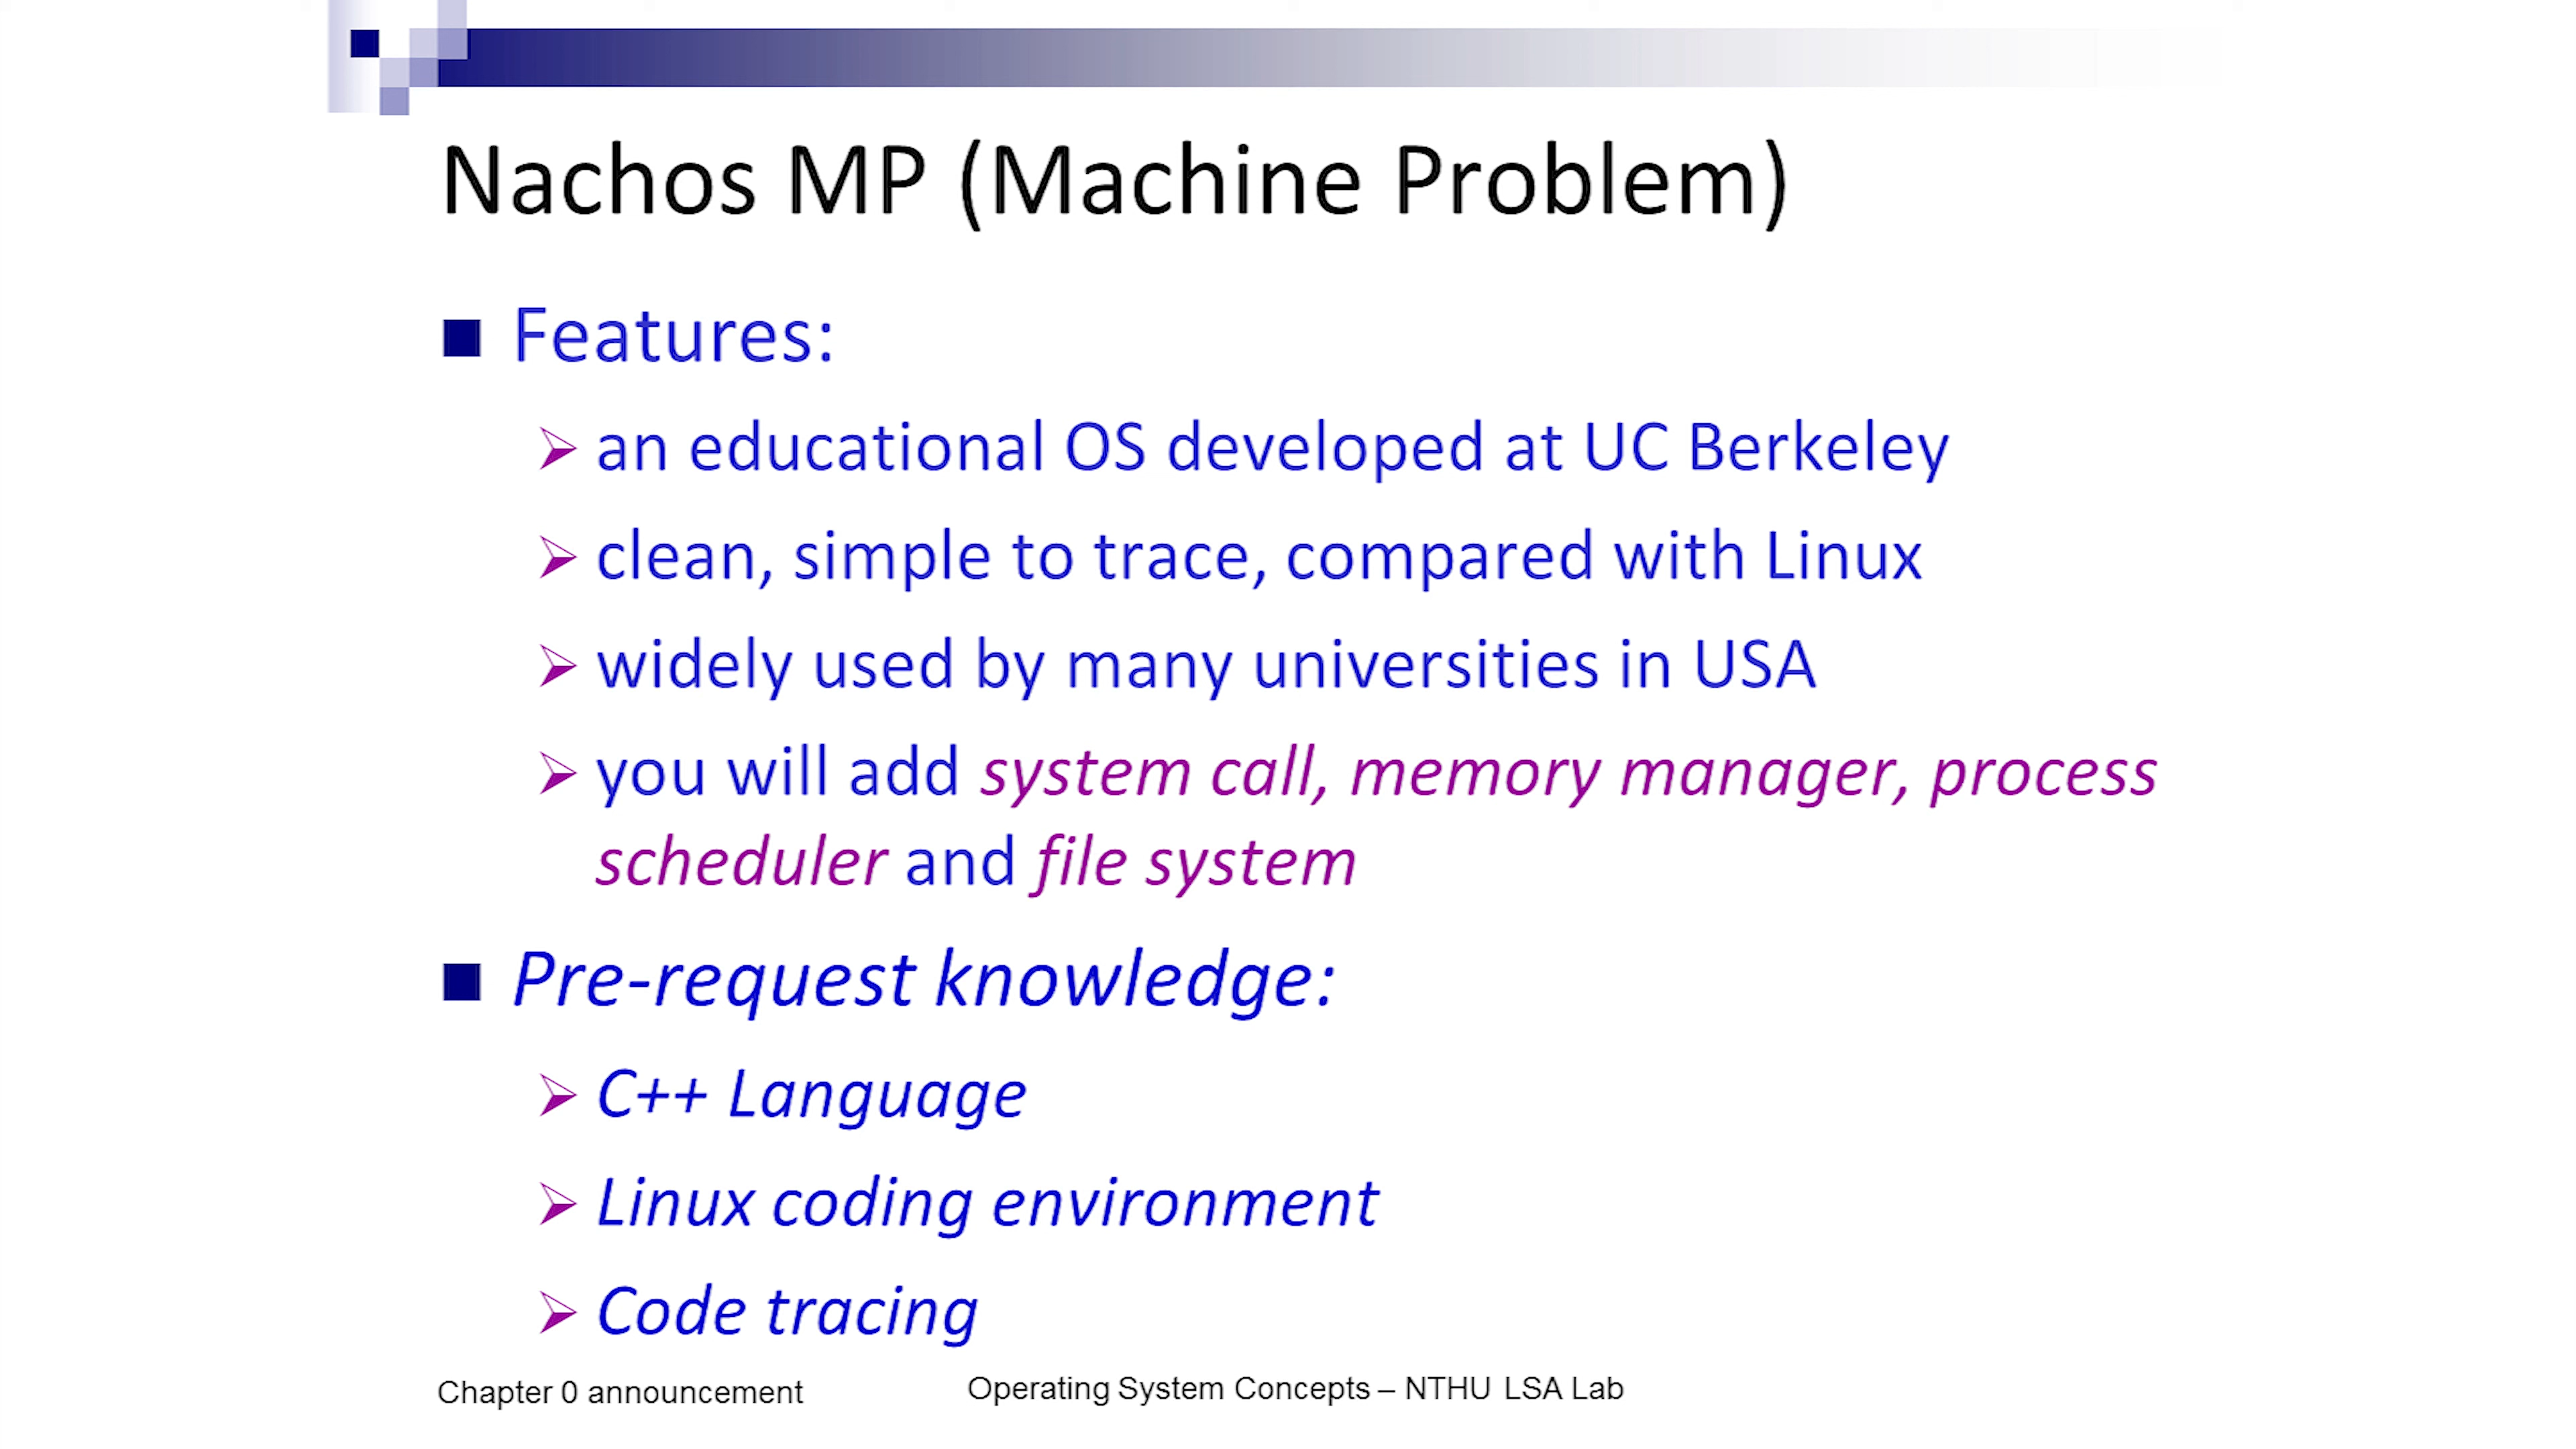 Nachos MP (Machine Problem)
Features:
an educational OS developed at UC Berkeley
clean, simple to trace, compared with Linux
widely used by many universities in USA
you will add system call, memory manager, process
scheduler and file system
Pre-request knowledge:
C++ Language
Linux coding environment
Code tracing
Chapter 0 announcement
Operating System Concepts – NTHU LSA Lab